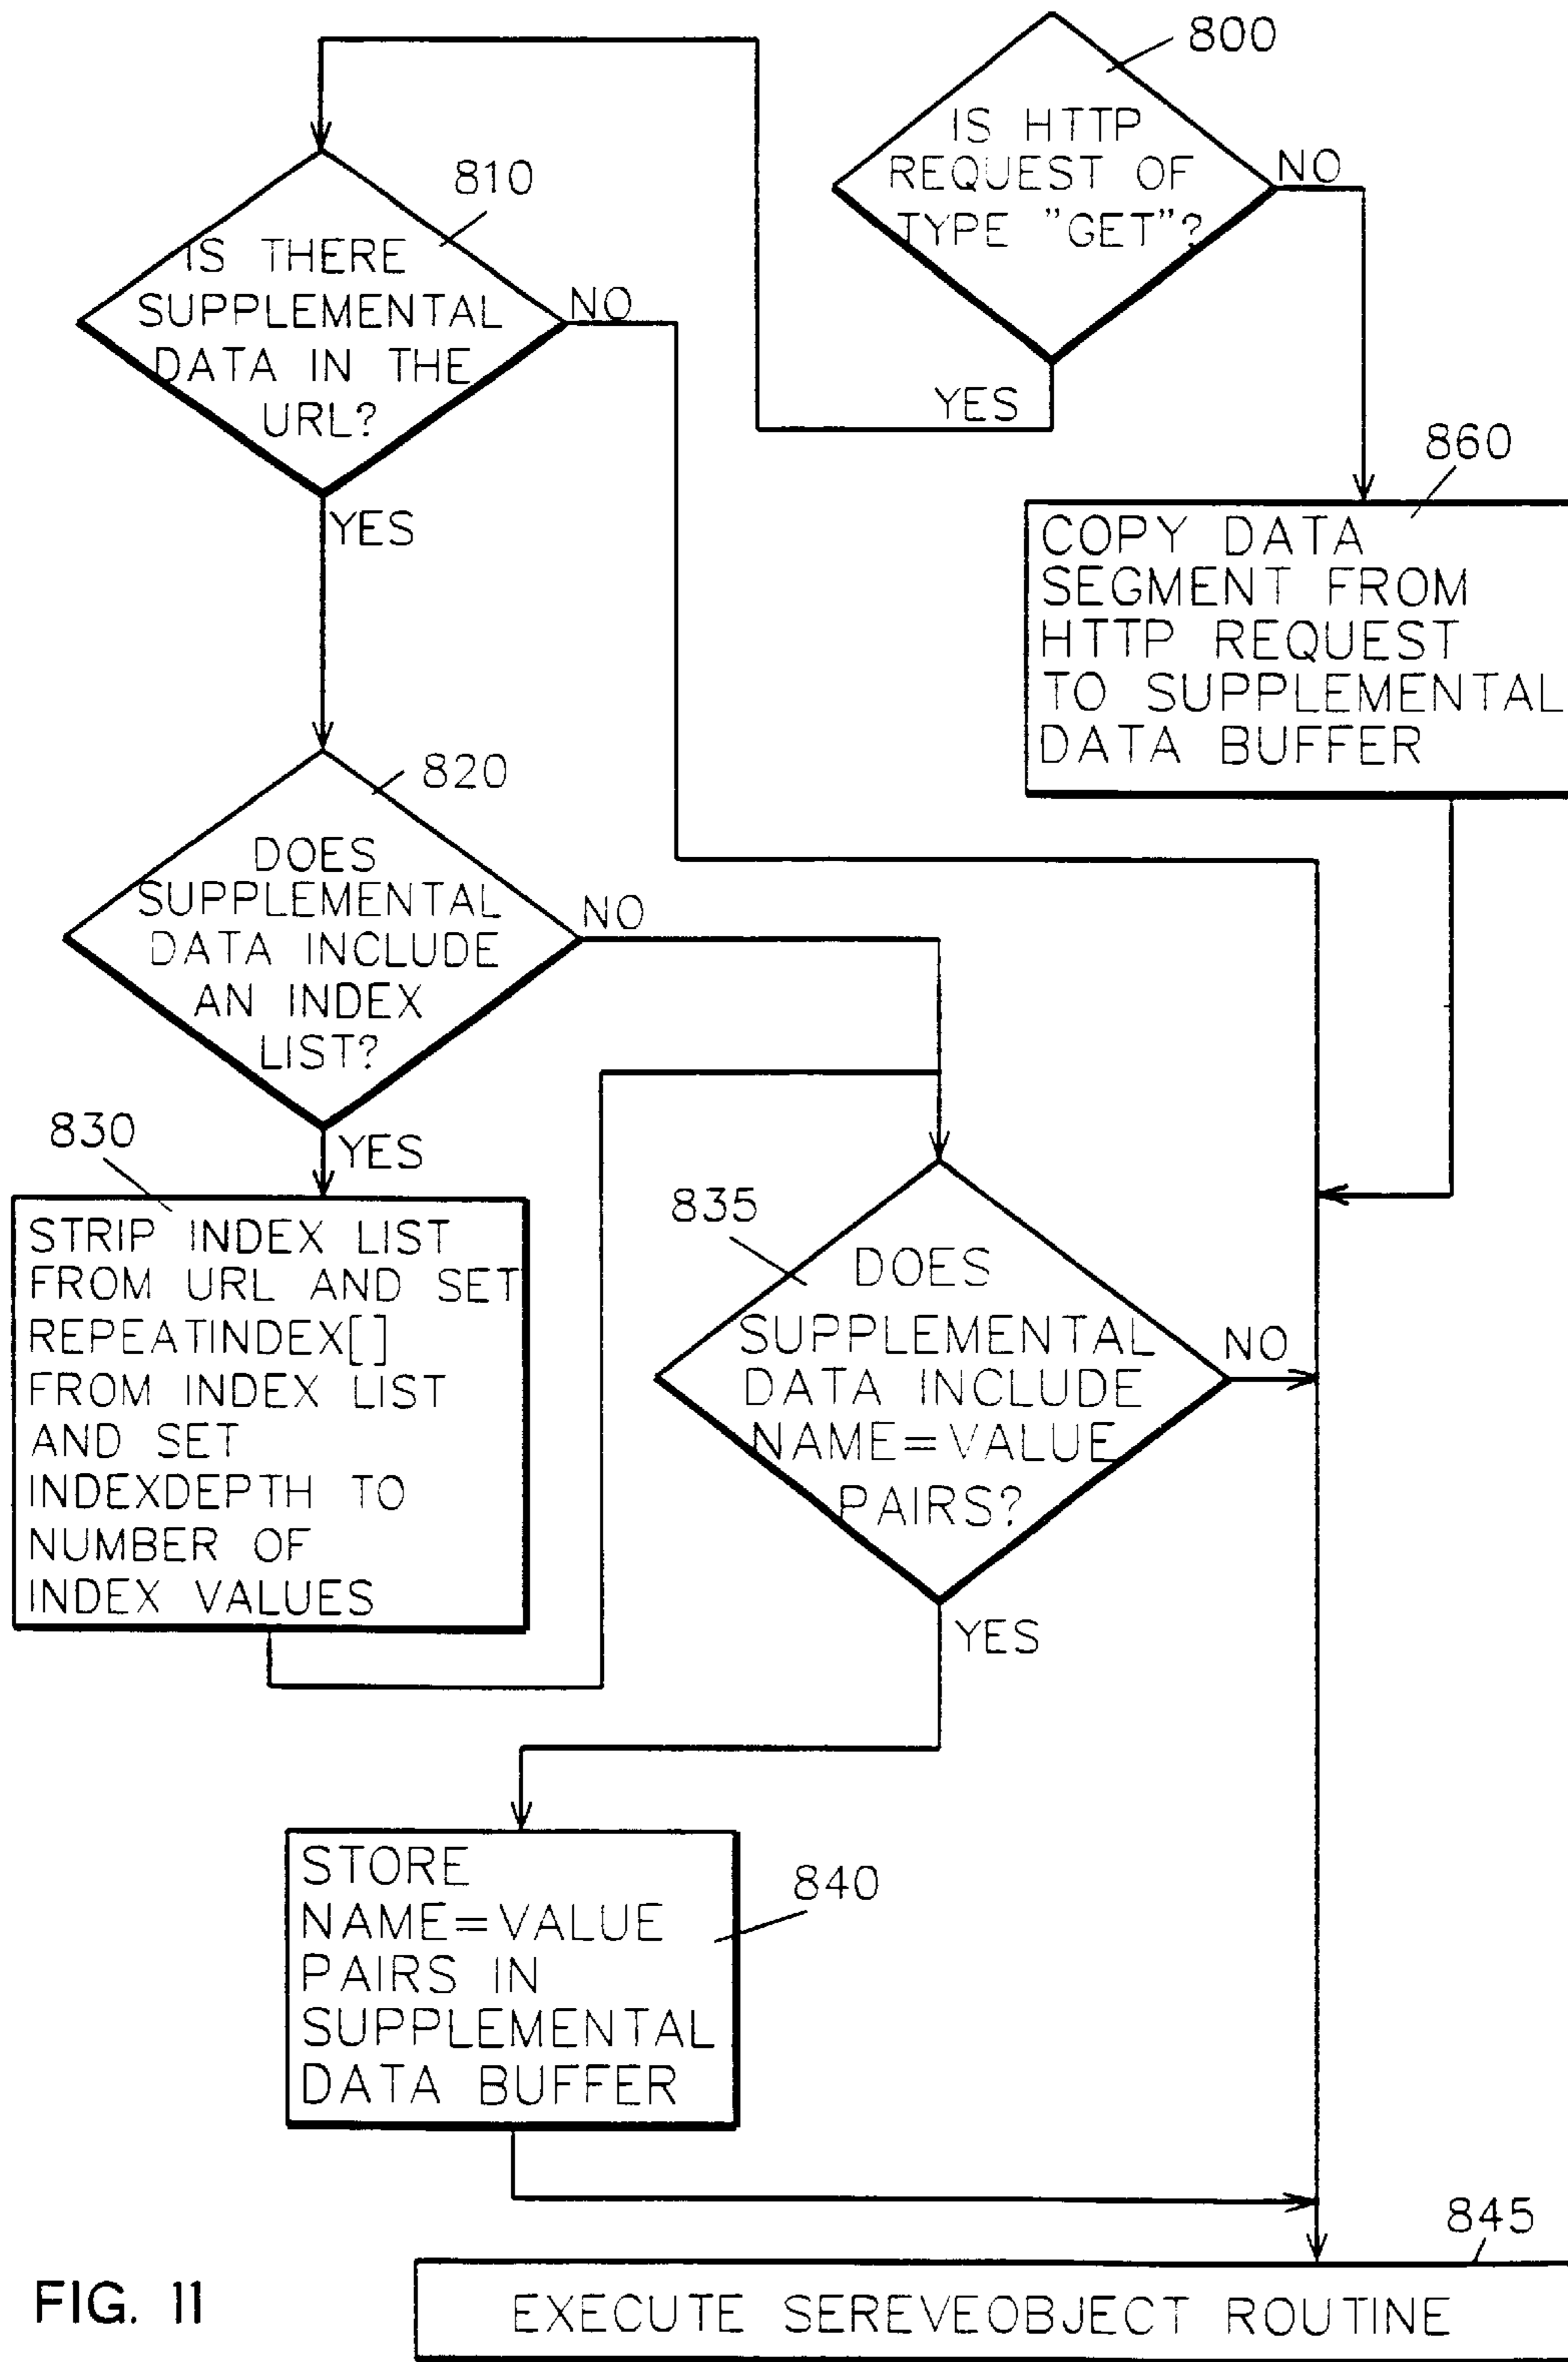 800
IS HTTP
REQUEST OF
TYPE "GET"?
NO
YES
810
IS THERE
SUPPLEMENTAL
DATA IN THE
URL?
NO
YES
860
COPY DATA
SEGMENT FROM
HTTP REQUEST
TO SUPPLEMENTAL
DATA BUFFER
820
DOES
SUPPLEMENTAL
DATA INCLUDE
AN INDEX
LIST?
NO
YES
830
STRIP INDEX LIST
FROM URL AND SET
REPEATINDEX[]
FROM INDEX LIST
AND SET
INDEXDEPTH TO
NUMBER OF
INDEX VALUES
835
DOES
SUPPLEMENTAL
DATA INCLUDE
NAME=VALUE
PAIRS?
NO
YES
STORE
NAME=VALUE
PAIRS IN
SUPPLEMENTAL
DATA BUFFER
840
845
EXECUTE SEREVEOBJECT ROUTINE
FIG. 11